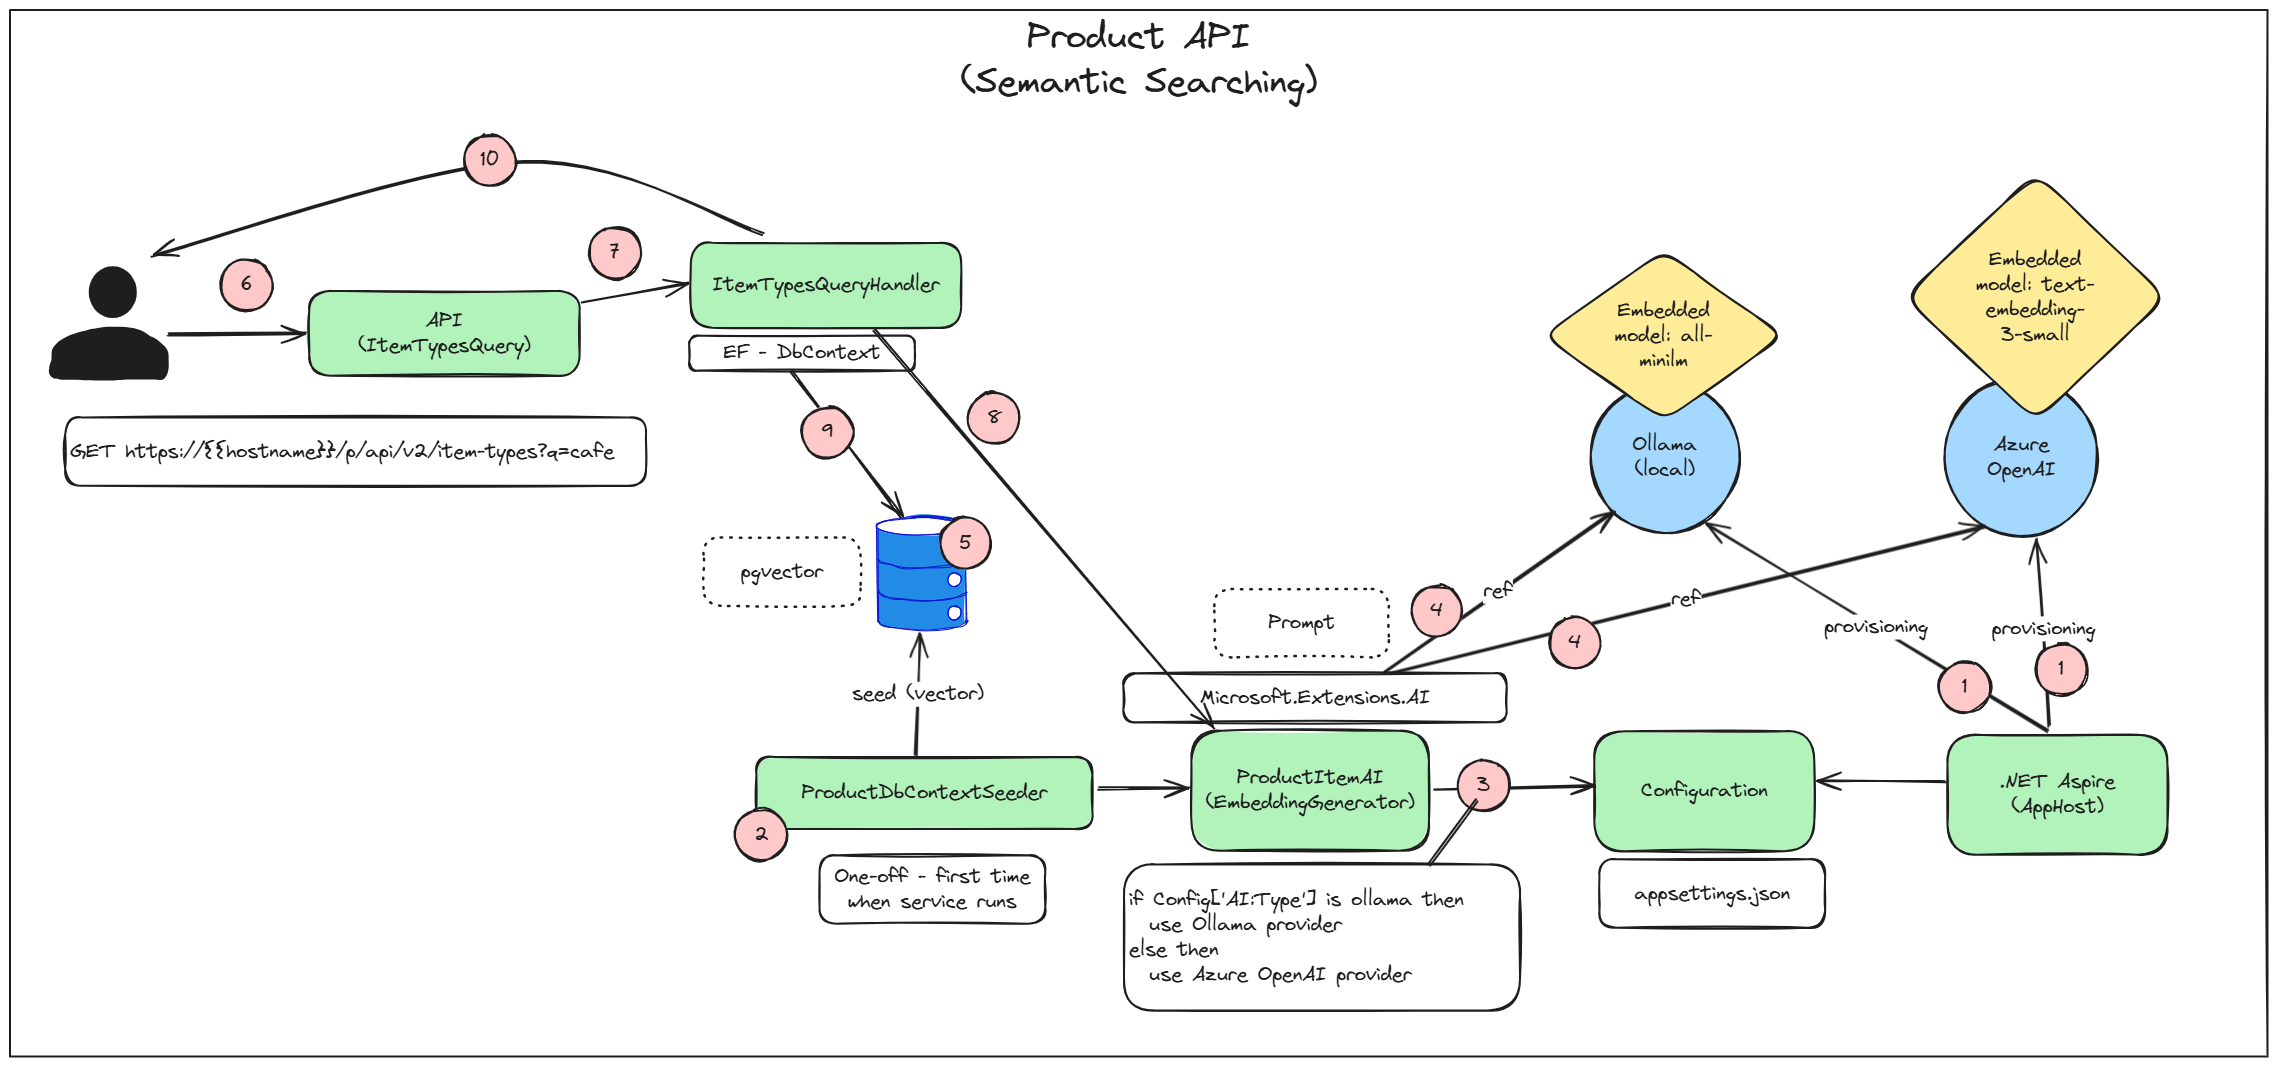 Product API
(Semantic Searching)
10
7
6
ItemTypesQueryHandler
API
(ItemTypesQuery)
EF - DbContext
GET https://{{hostname}}/p/api/v2/item-types?q=cafe
9
8
5
pgvector
Embedded
model: all-
minilm
Ollama
(local)
Embedded
model: text-
embedding-
3-small
Azure
OpenAI
Prompt
4
ref
4
ref
provisioning
provisioning
1
1
Microsoft.Extensions.AI
seed (vector)
ProductDbContextSeeder
2
One-off - first time
when service runs
ProductItemAI
(EmbeddingGenerator)
3
Configuration
.NET Aspire
(AppHost)
appsettings.json
if Config['AI:Type'] is ollama then
use Ollama provider
else then
use Azure OpenAI provider